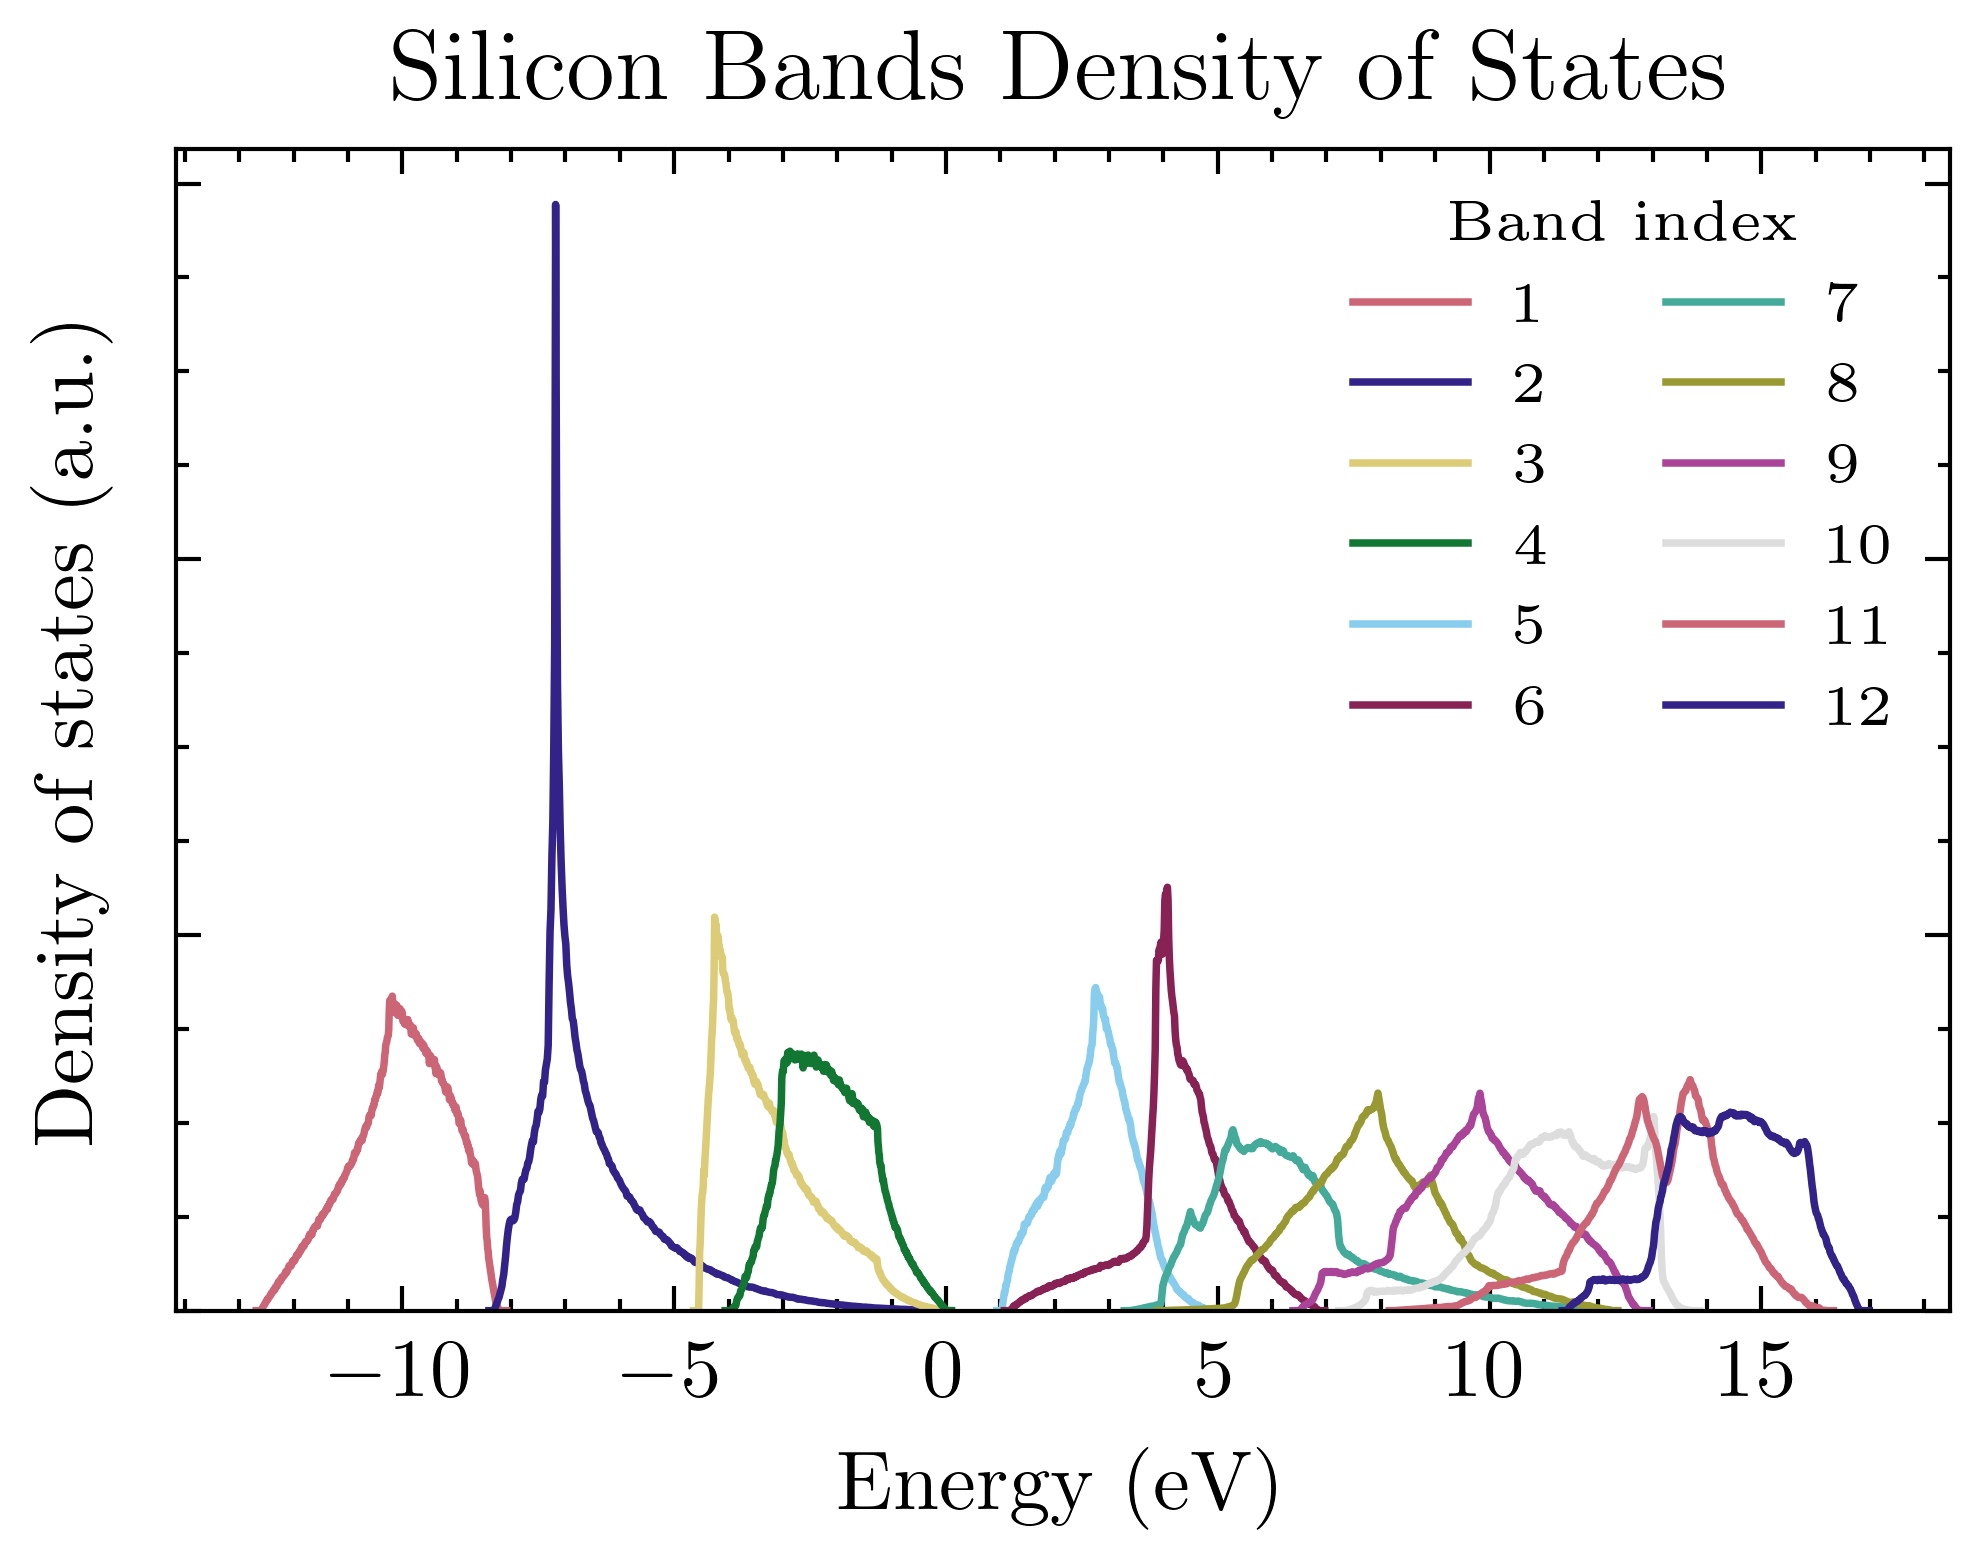 Silicon Bands Density of States
Density of states (a.u.)
Band index
1 7
2 8
3 9
4 10
5 11
6 12
−10 −5 0 5 10 15
Energy (eV)